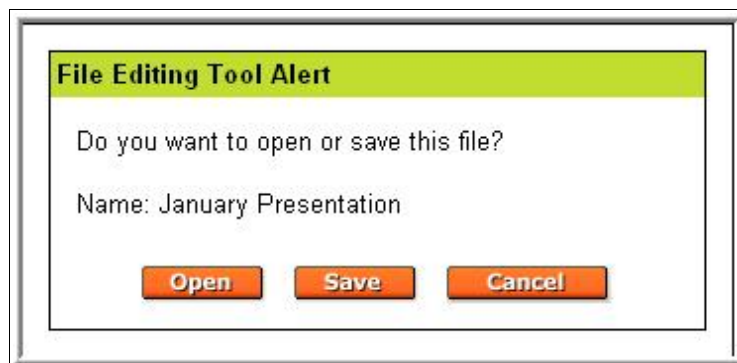 File Editing Tool Alert
Do you want to open or save this file?
Name: January Presentation
Open Save Cancel